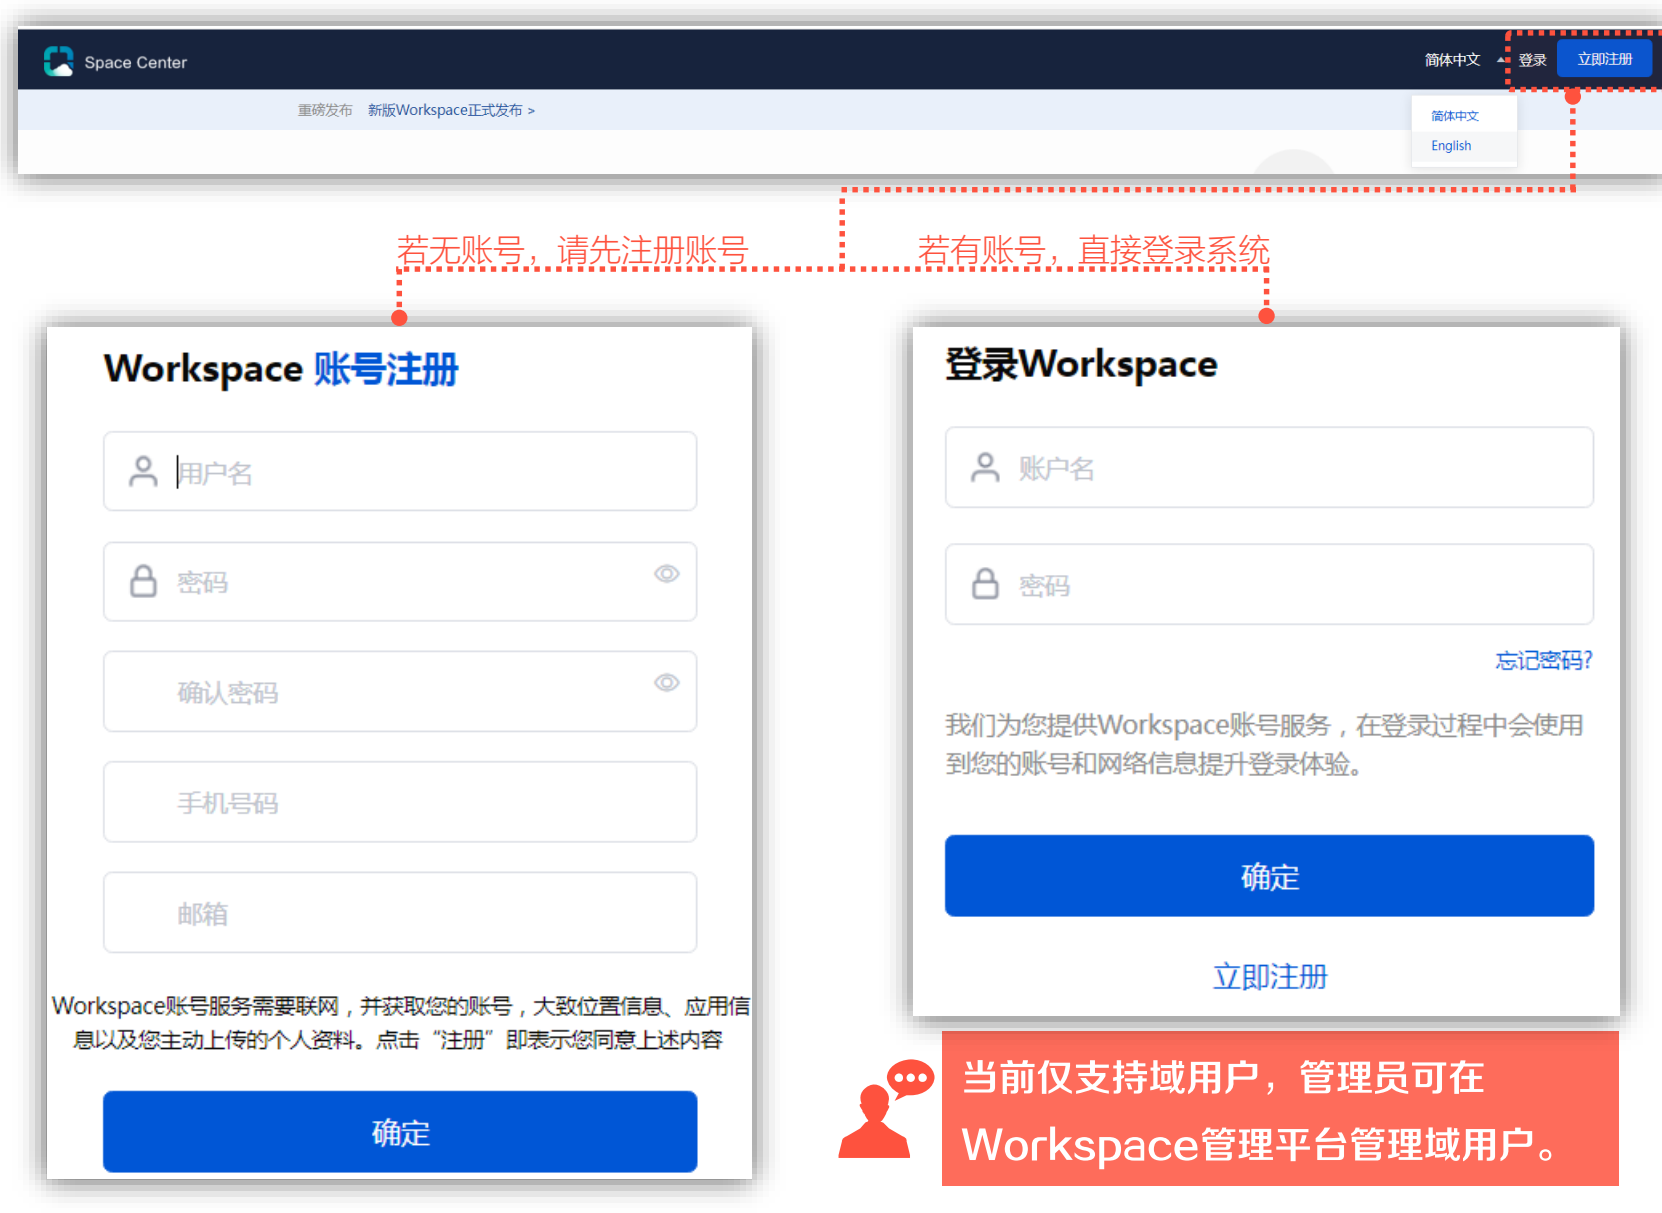 Space Center
简体中文 登录 立即注册
重磅发布 新版Workspace正式发布 >
简体中文
English
若无账号，请先注册账号
若有账号，直接登录系统
Workspace 账号注册
用户名
密码
确认密码
手机号码
邮箱
Workspace账号服务需要联网，并获取您的账号，大致位置信息、应用信
息以及您主动上传的个人资料。点击“注册”即表示您同意上述内容
确定
登录Workspace
账户名
密码
忘记密码?
我们为您提供Workspace账号服务，在登录过程中会使用
到您的账号和网络信息提升登录体验。
确定
立即注册
当前仅支持域用户，管理员可在
Workspace管理平台管理域用户。